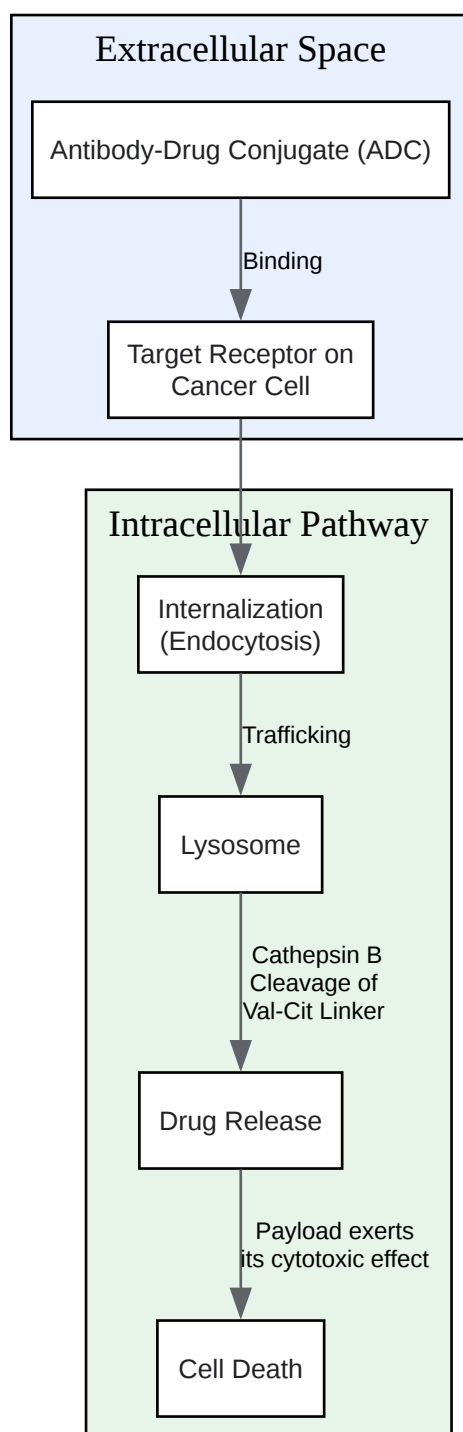 Extracellular Space
Antibody-Drug Conjugate (ADC)
Binding
Target Receptor on
Cancer Cell
Intracellular Pathway
Internalization
(Endocytosis)
Trafficking
Lysosome
Cathepsin B
Cleavage of
Val-Cit Linker
Drug Release
Payload exerts
its cytotoxic effect
Cell Death